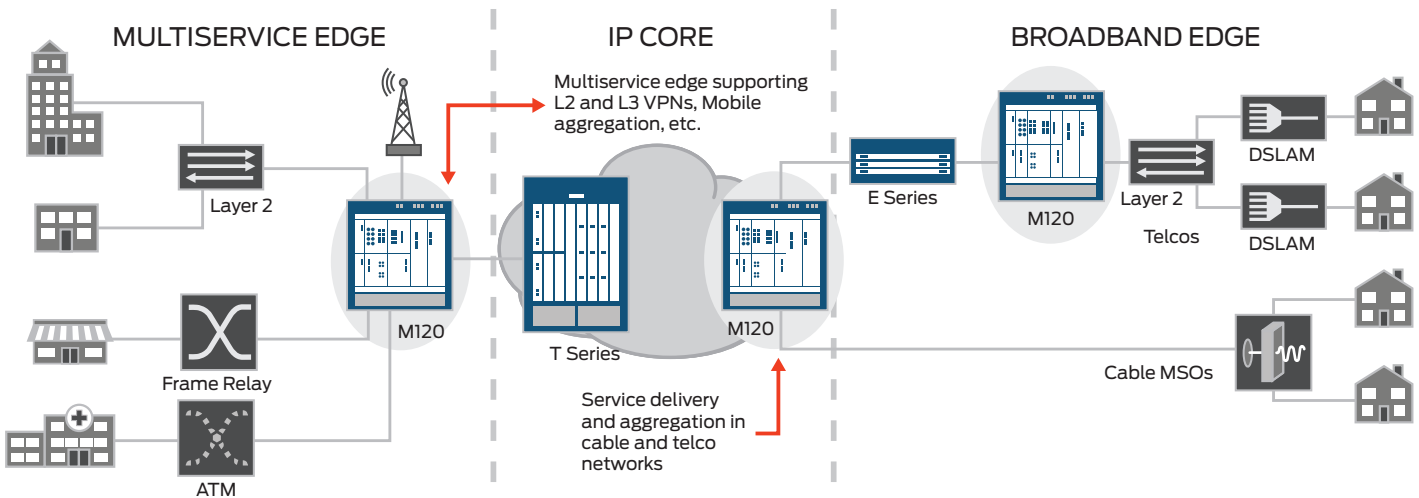 MULTISERVICE EDGE
IP CORE
BROADBAND EDGE
Multiservice edge supporting
L2 and L3 VPNs, Mobile
aggregation, etc.
Layer 2
M120
Frame Relay
ATM
T Series
M120
Service delivery
and aggregation in
cable and telco
networks
E Series
M120
Layer 2
Telcos
DSLAM
DSLAM
Cable MSOs